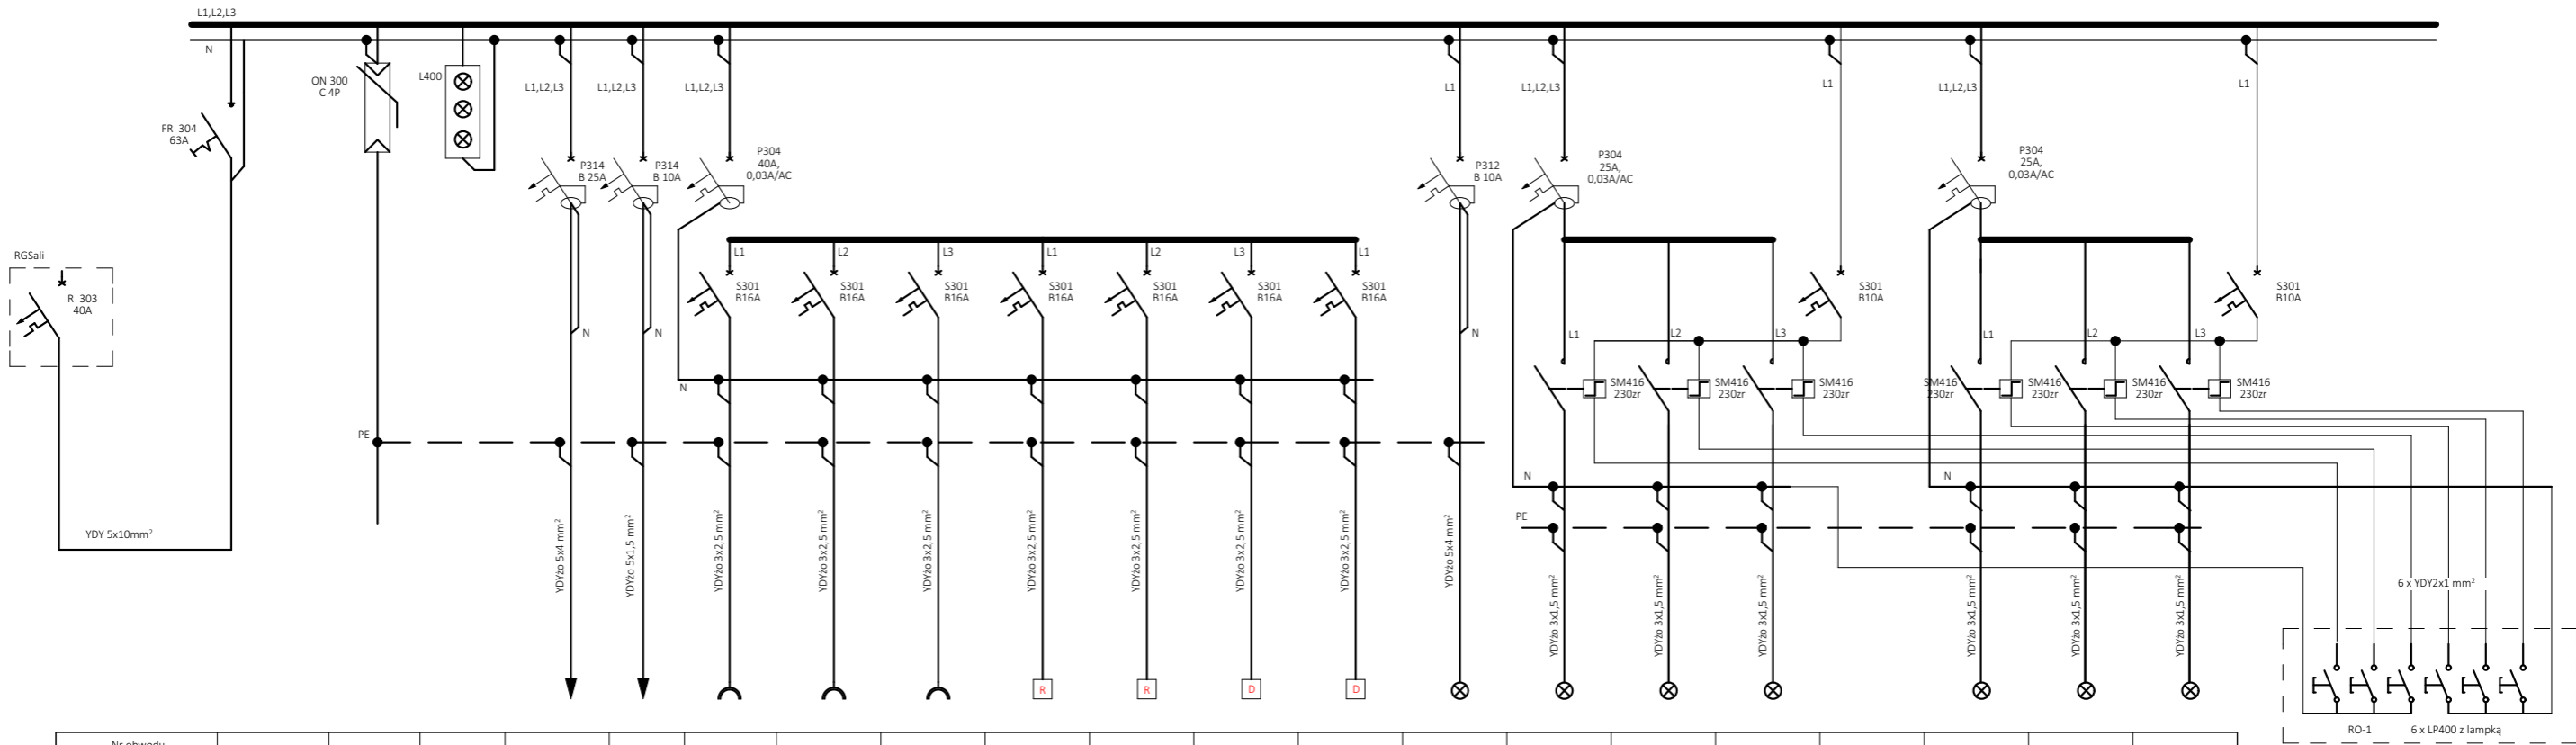 L1,L2,L3
N
ON 300
C 4P
L400
L1,L2,L3
L1,L2,L3
L1,L2,L3
L1
L1,L2,L3
L1
L1,L2,L3
L1
FR 304
63A
P314
B 25A
P314
B 10A
P304
40A,
0,03A/AC
P312
B 10A
P304
25A,
0,03A/AC
P304
25A,
0,03A/AC
RGSali
R 303
40A
L1
L2
L3
L1
L2
L3
L1
S301
B16A
S301
B16A
S301
B16A
S301
B16A
S301
B16A
S301
B16A
S301
B16A
S301
B10A
S301
B10A
N
N
N
L1
L2
L3
L1
L2
L3
N
SM416
230zr
SM416
230zr
SM416
230zr
SM416
230zr
SM416
230zr
SM416
230zr
SM416
230zr
PE
N
N
PE
YDY 5x10mm²
YDYżo 5x4 mm²
YDYżo 5x1,5 mm²
YDYżo 3x2,5 mm²
YDYżo 3x2,5 mm²
YDYżo 3x2,5 mm²
YDYżo 3x2,5 mm²
YDYżo 3x2,5 mm²
YDYżo 3x2,5 mm²
YDYżo 3x2,5 mm²
YDYżo 5x4 mm²
YDYżo 3x1,5 mm²
YDYżo 3x1,5 mm²
YDYżo 3x1,5 mm²
YDYżo 3x1,5 mm²
YDYżo 3x1,5 mm²
YDYżo 3x1,5 mm²
6 x YDY2x1 mm²
R
R
D
D
RO-1
6 x LP400 z lampką
Nr obwodu